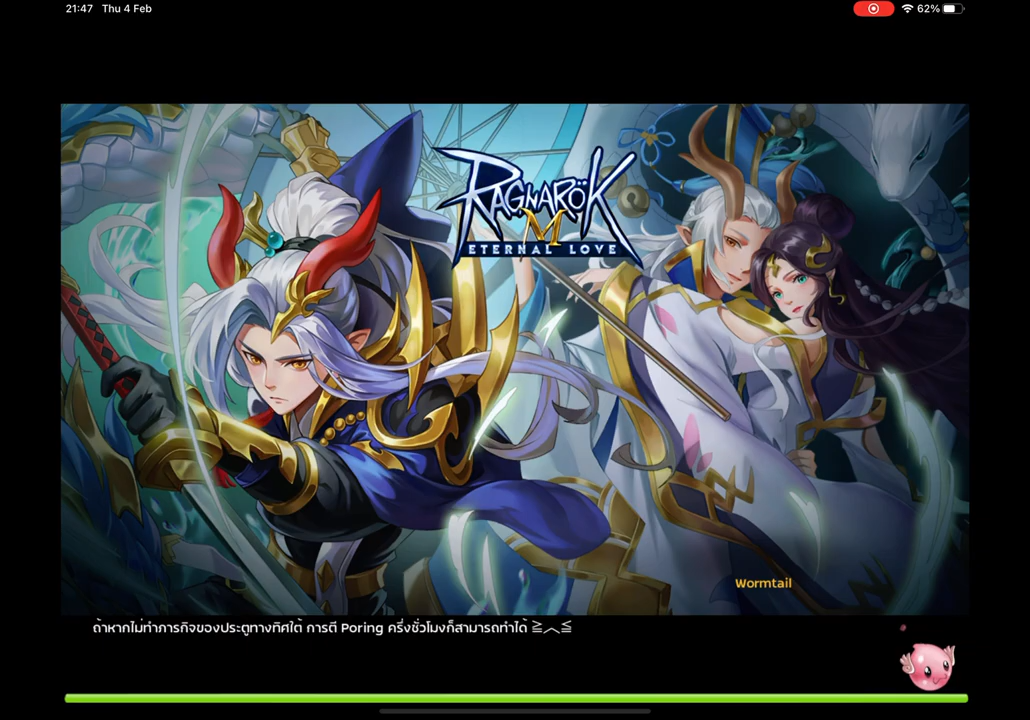 21:47 Thu 4 Feb
62%
RAGNARÖK
M
ETERNAL LOVE
Wormtail
ถ้าหากไม่ทำภารกิจของประตูทางทิศใต้ การตี Poring ครึ่งชั่วโมงก็สามารถทำได้ ≧︿≦